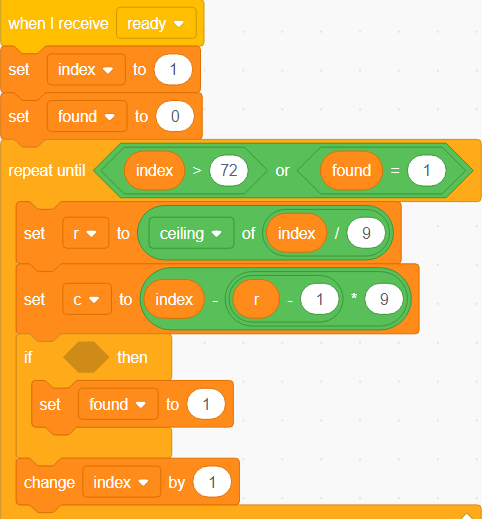 when I receive ready
set index to 1
set found to 0
repeat until index > 72 or found = 1
set r to ceiling of index / 9
set c to index - r - 1 * 9
if then
set found to 1
change index by 1